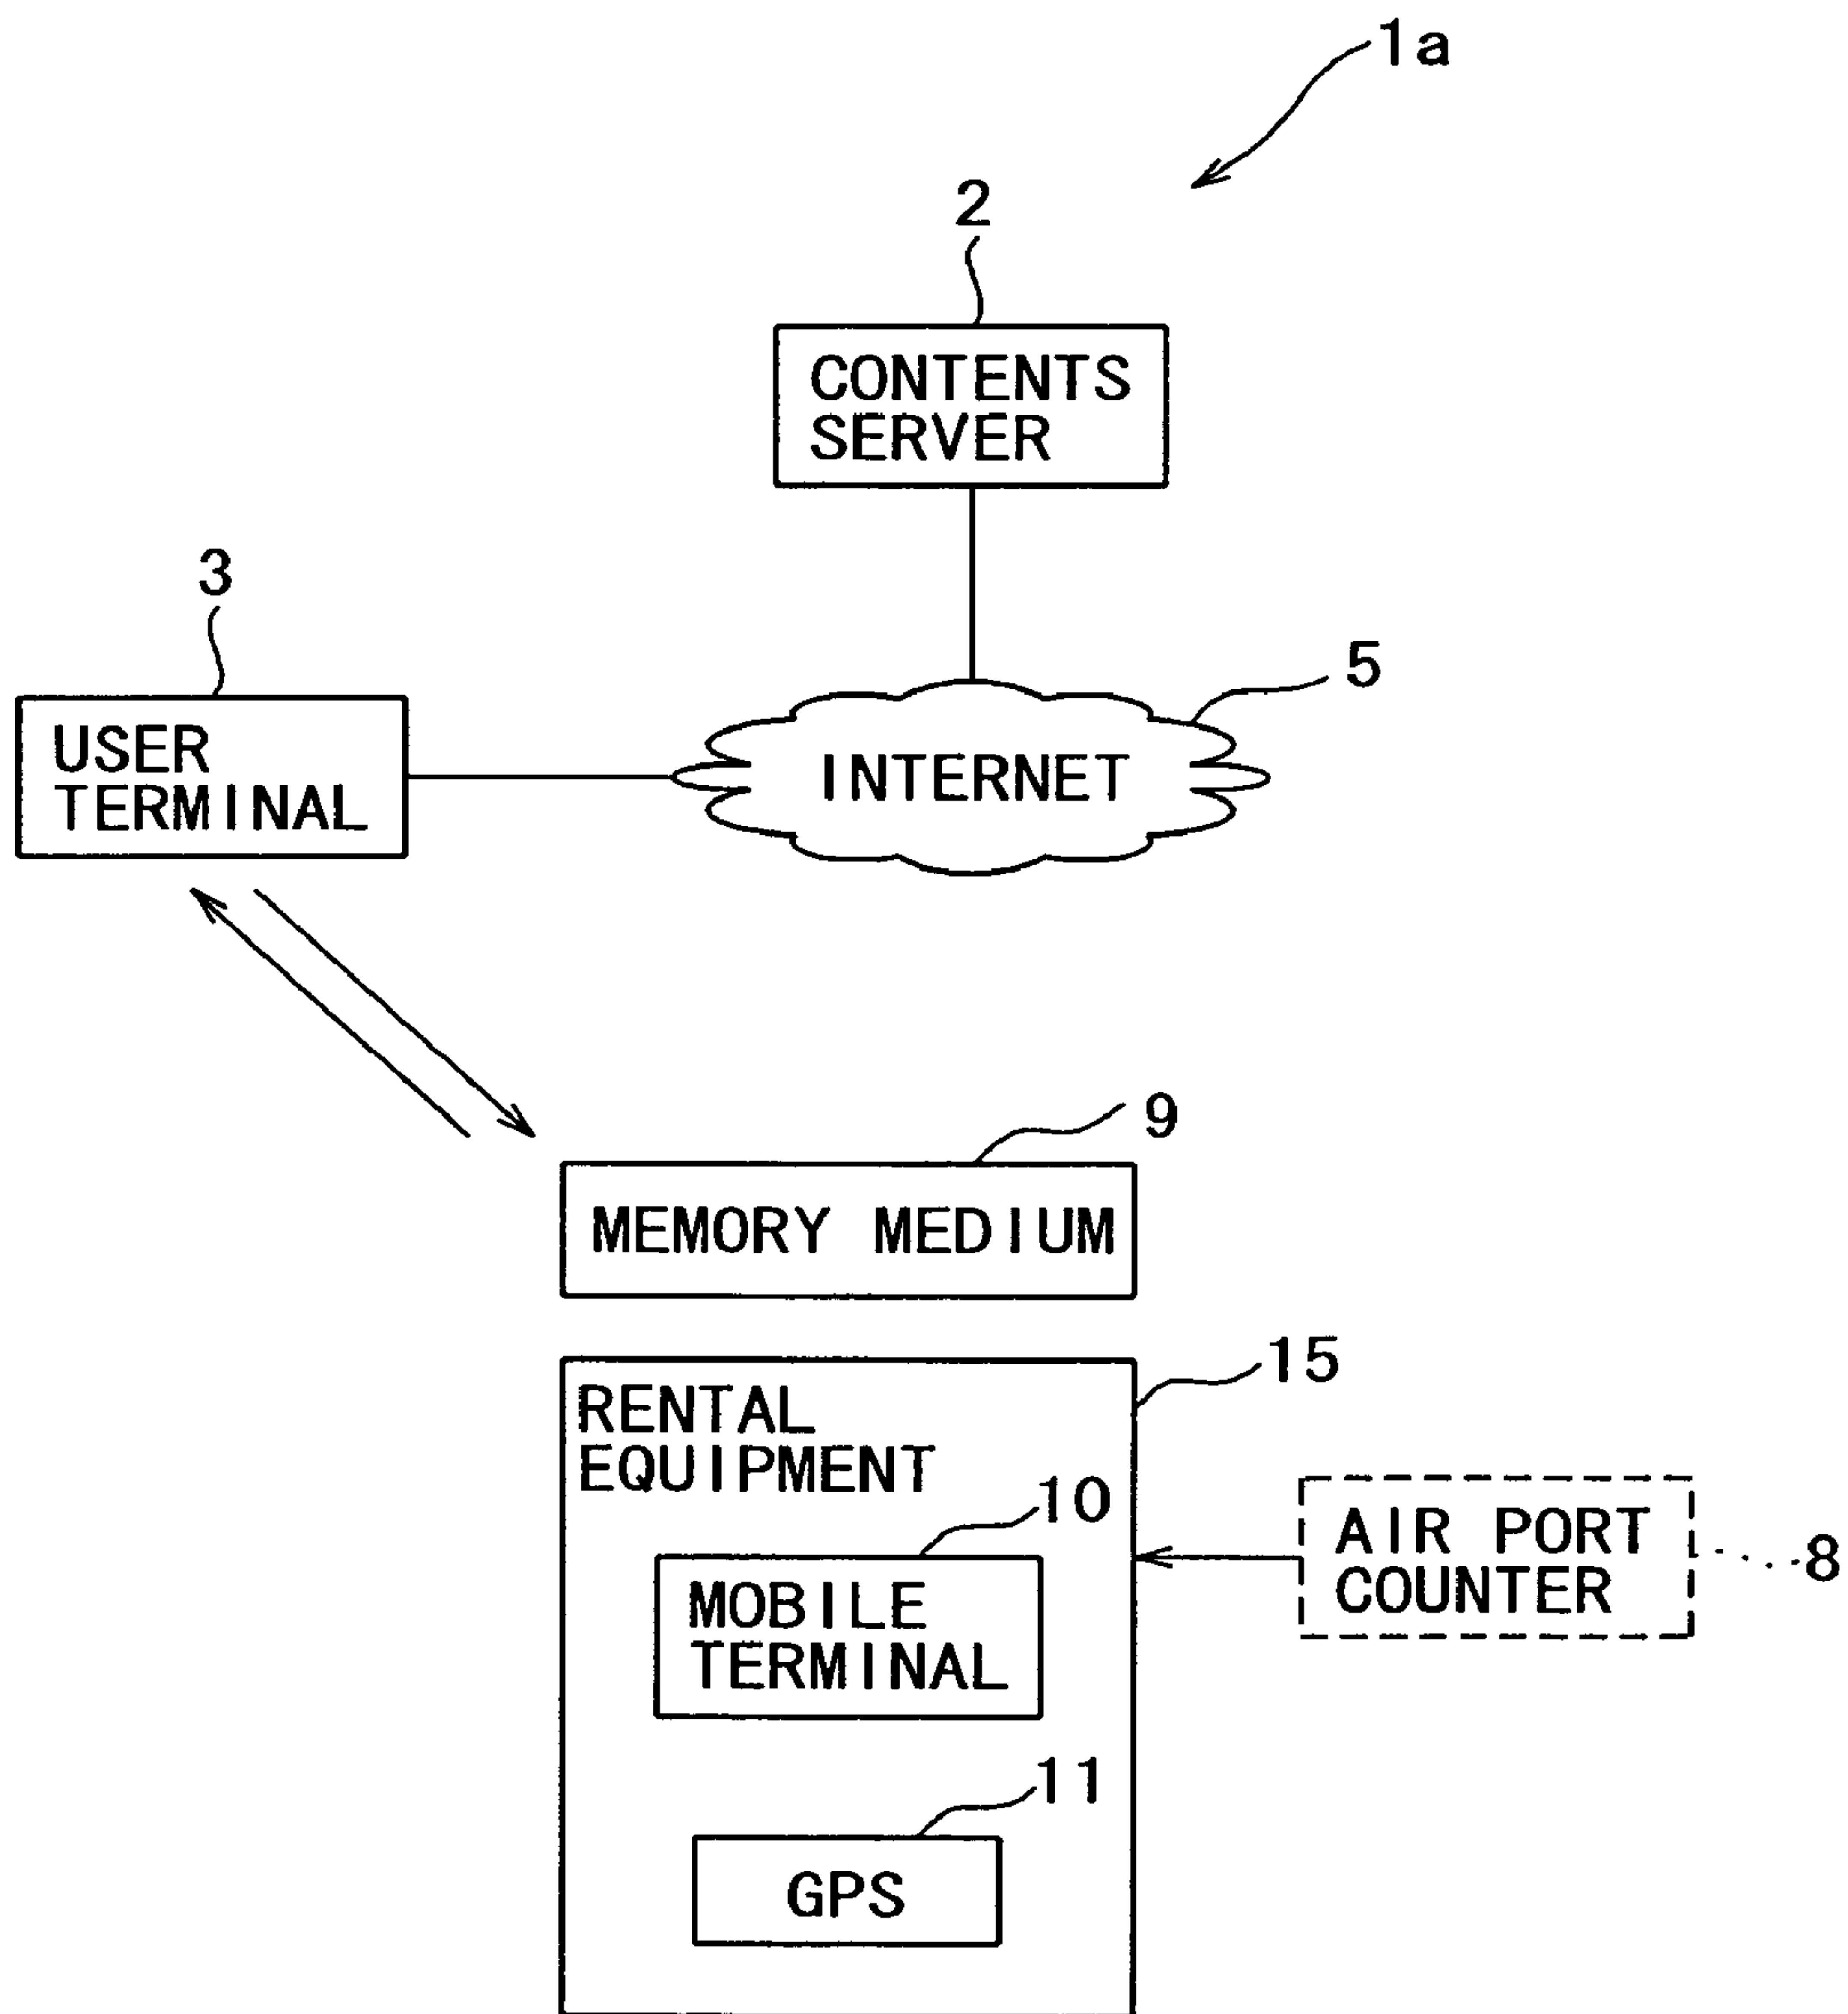 1a
2
CONTENTS
SERVER
3
USER
TERMINAL
5
INTERNET
9
MEMORY MEDIUM
15
RENTAL
EQUIPMENT
10
MOBILE
TERMINAL
AIR PORT
COUNTER
8
11
GPS